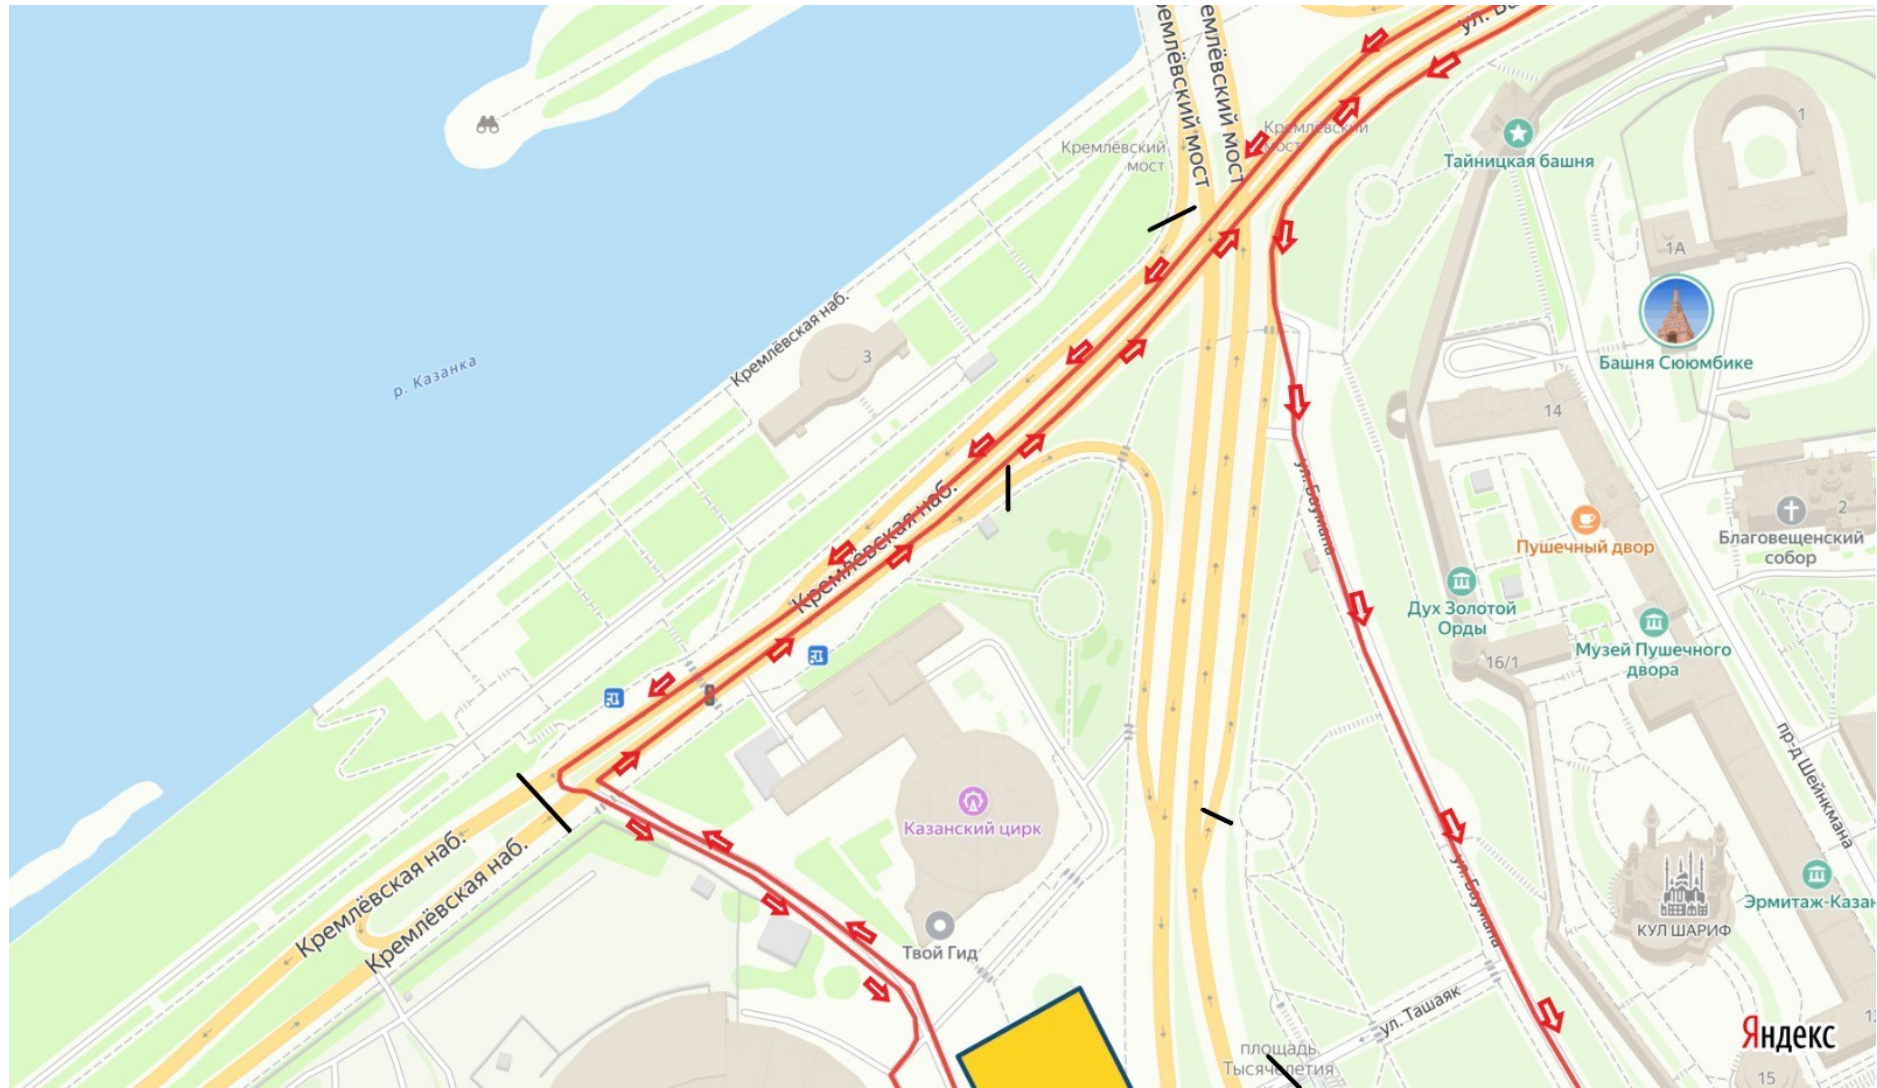 ул. Ба
Кремлёвский мост
Кремлёвский мост
Кремлёвский
мост
Кремлёвский
мост
1
Тайницкая башня
1А
Башня Сююмбике
Кремлёвская наб.
3
р. Казанка
14
ул. Баумана
2
Благовещенский
собор
Пушечный двор
Кремлёвская наб.
Дух Золотой
Орды
Музей Пушечного
двора
16/1
пр-д Шейнкмана
Казанский цирк
Кремлёвская наб.
Кремлёвская наб.
ул. Баумана
Эрмитаж-Казан
КУЛ ШАРИФ
Твой Гид
ул. Ташаяк
площадь
Тысячелетия
Яндекс
15